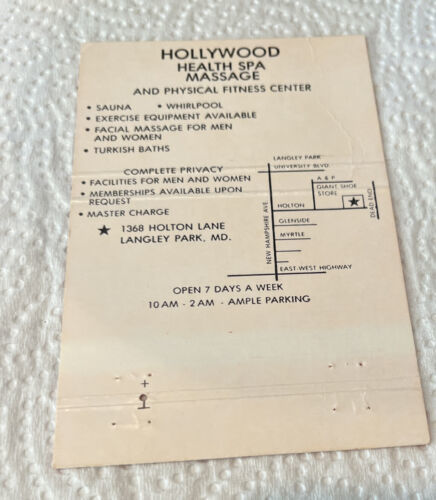 HOLLYWOOD
HEALTH SPA
MASSAGE
AND PHYSICAL FITNESS CENTER
• SAUNA • WHIRLPOOL
• EXERCISE EQUIPMENT AVAILABLE
• FACIAL MASSAGE FOR MEN
AND WOMEN
• TURKISH BATHS
COMPLETE PRIVACY
• FACILITIES FOR MEN AND WOMEN
• MEMBERSHIPS AVAILABLE UPON
REQUEST
• MASTER CHARGE
★ 1368 HOLTON LANE
LANGLEY PARK, MD.
LANGLEY PARK
UNIVERSITY BLVD.
A & P
GIANT SHOE
STORE
★
DEAD END
HOLTON
GLENSIDE
MYRTLE
NEW HAMPSHIRE AVE.
EAST-WEST HIGHWAY
OPEN 7 DAYS A WEEK
10 AM - 2 AM - AMPLE PARKING